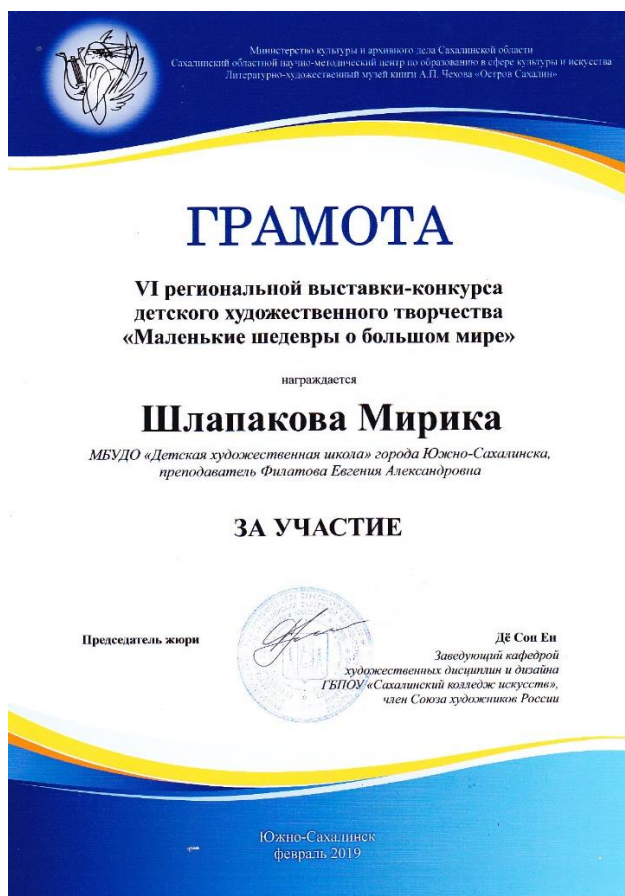 Министерство культуры и архивного дела Сахалинской области
Сахалинский областной научно-методический центр по образованию в сфере культуры и искусства
Литературно-художественный музей книги А.П. Чехова «Остров Сахалин»
ГРАМОТА
VI региональной выставки-конкурса
детского художественного творчества
«Маленькие шедевры о большом мире»
награждается
Шлапакова Мирика
МБУДО «Детская художественная школа» города Южно-Сахалинска,
преподаватель Филатова Евгения Александровна
ЗА УЧАСТИЕ
Председатель жюри
Дё Сон Ен
Заведующий кафедрой
художественных дисциплин и дизайна
ГБПОУ «Сахалинский колледж искусств»,
член Союза художников России
Южно-Сахалинск
февраль 2019